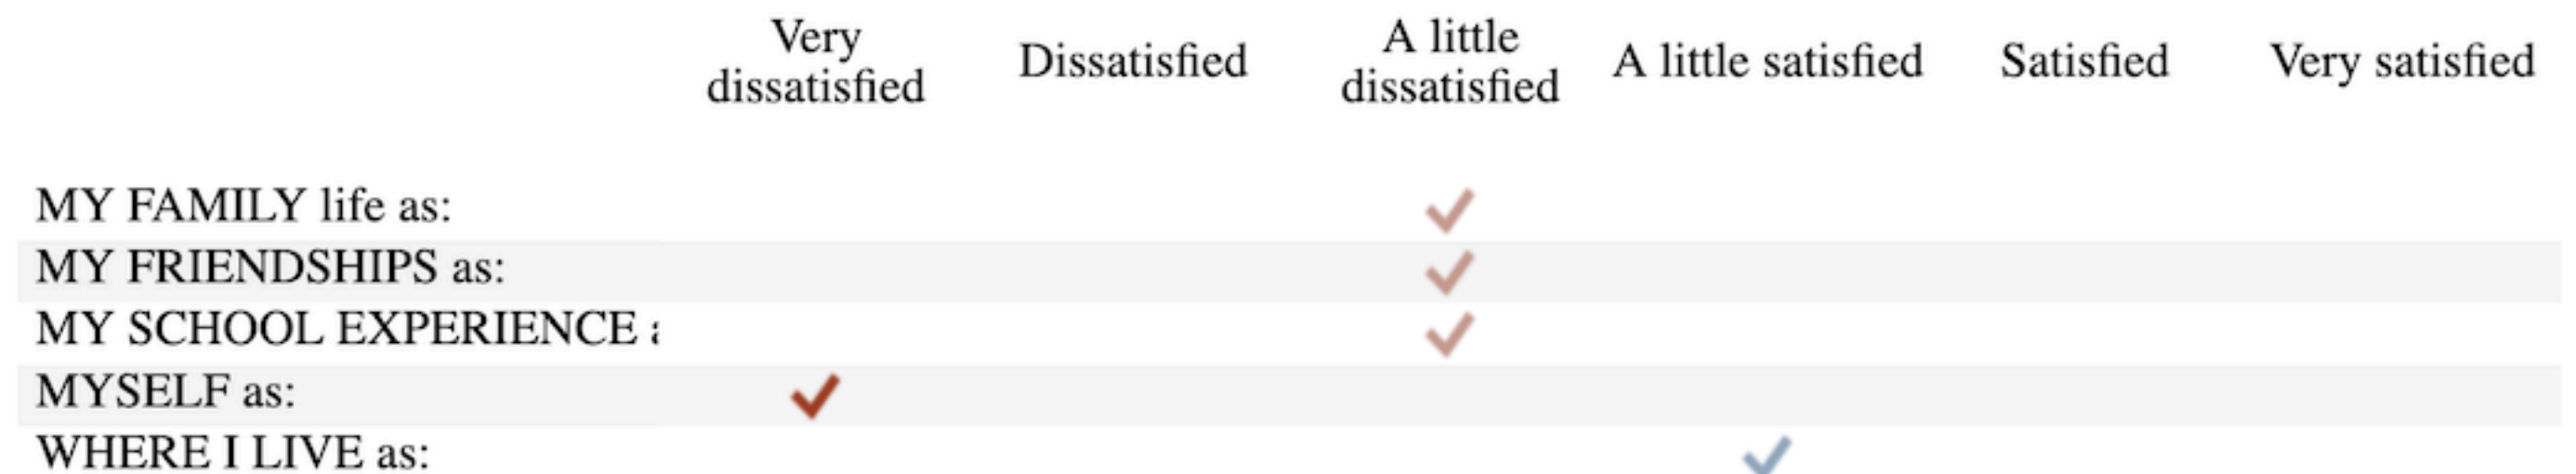 Very dissatisfied
Dissatisfied
A little dissatisfied
A little satisfied
Satisfied
Very satisfied
MY FAMILY life as:
MY FRIENDSHIPS as:
MY SCHOOL EXPERIENCE
MYSELF as:
WHERE I LIVE as: